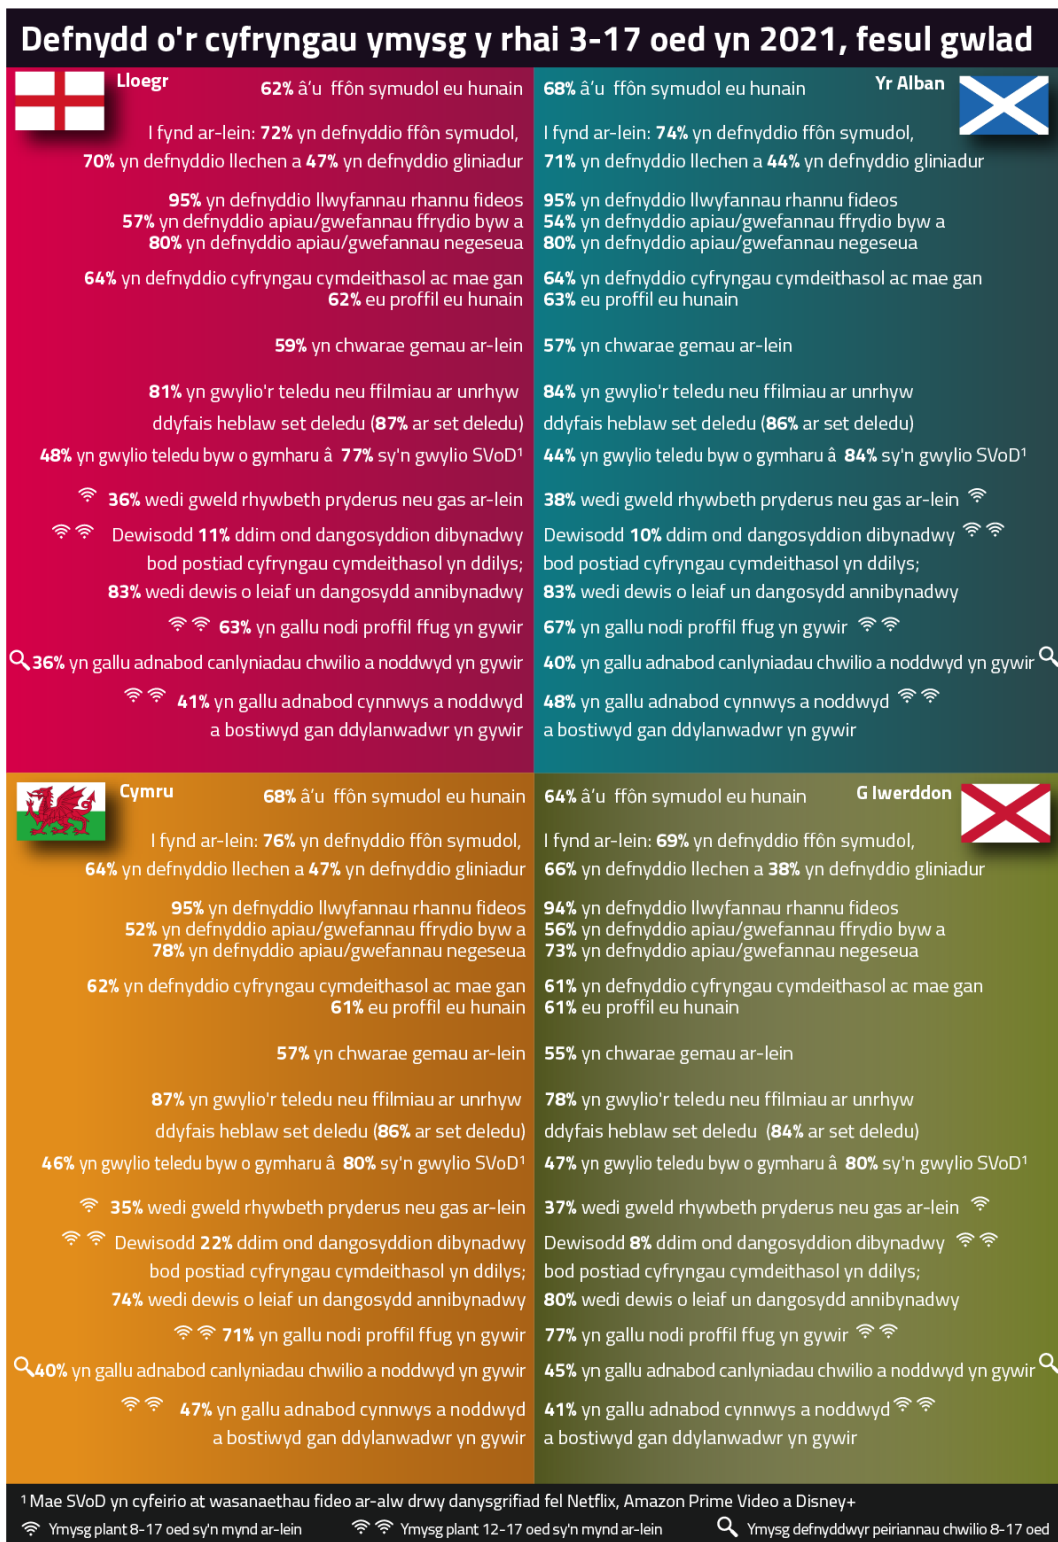 Defnydd o'r cyfryngau ymysg y rhai 3-17 oed yn 2021, fesul gwlad
Lloegr
62% â'u ffôn symudol eu hunain
I fynd ar-lein: 72% yn defnyddio ffôn symudol,
70% yn defnyddio llechen a 47% yn defnyddio gliniadur
95% yn defnyddio llwyfannau rhannu fideos
57% yn defnyddio apiau/gwefannau ffrydio byw a
80% yn defnyddio apiau/gwefannau negeseua
64% yn defnyddio cyfryngau cymdeithasol ac mae gan
62% eu proffil eu hunain
59% yn chwarae gemau ar-lein
81% yn gwylio'r teledu neu ffilmiau ar unrhyw
ddyfais heblaw set deledu (87% ar set deledu)
48% yn gwylio teledu byw o gymharu â 77% sy'n gwylio SVoD¹
36% wedi gweld rhywbeth pryderus neu gas ar-lein
Dewisodd 11% ddim ond dangosyddion dibynadwy
bod postiad cyfryngau cymdeithasol yn ddilys;
83% wedi dewis o leiaf un dangosydd annibynadwy
63% yn gallu nodi proffil ffug yn gywir
36% yn gallu adnabod canlyniadau chwilio a noddwyd yn gywir
41% yn gallu adnabod cynnwys a noddwyd
a bostiwyd gan ddylanwadwr yn gywir
Yr Alban
68% â'u ffôn symudol eu hunain
I fynd ar-lein: 74% yn defnyddio ffôn symudol,
71% yn defnyddio llechen a 44% yn defnyddio gliniadur
95% yn defnyddio llwyfannau rhannu fideos
54% yn defnyddio apiau/gwefannau ffrydio byw a
80% yn defnyddio apiau/gwefannau negeseua
64% yn defnyddio cyfryngau cymdeithasol ac mae gan
63% eu proffil eu hunain
57% yn chwarae gemau ar-lein
84% yn gwylio'r teledu neu ffilmiau ar unrhyw
ddyfais heblaw set deledu (86% ar set deledu)
44% yn gwylio teledu byw o gymharu â 84% sy'n gwylio SVoD¹
38% wedi gweld rhywbeth pryderus neu gas ar-lein
Dewisodd 10% ddim ond dangosyddion dibynadwy
bod postiad cyfryngau cymdeithasol yn ddilys;
83% wedi dewis o leiaf un dangosydd annibynadwy
67% yn gallu nodi proffil ffug yn gywir
40% yn gallu adnabod canlyniadau chwilio a noddwyd yn gywir
48% yn gallu adnabod cynnwys a noddwyd
a bostiwyd gan ddylanwadwr yn gywir
Cymru
68% â'u ffôn symudol eu hunain
I fynd ar-lein: 76% yn defnyddio ffôn symudol,
64% yn defnyddio llechen a 47% yn defnyddio gliniadur
95% yn defnyddio llwyfannau rhannu fideos
52% yn defnyddio apiau/gwefannau ffrydio byw a
78% yn defnyddio apiau/gwefannau negeseua
62% yn defnyddio cyfryngau cymdeithasol ac mae gan
61% eu proffil eu hunain
57% yn chwarae gemau ar-lein
87% yn gwylio'r teledu neu ffilmiau ar unrhyw
ddyfais heblaw set deledu (86% ar set deledu)
46% yn gwylio teledu byw o gymharu â 80% sy'n gwylio SVoD¹
35% wedi gweld rhywbeth pryderus neu gas ar-lein
Dewisodd 22% ddim ond dangosyddion dibynadwy
bod postiad cyfryngau cymdeithasol yn ddilys;
74% wedi dewis o leiaf un dangosydd annibynadwy
71% yn gallu nodi proffil ffug yn gywir
40% yn gallu adnabod canlyniadau chwilio a noddwyd yn gywir
47% yn gallu adnabod cynnwys a noddwyd
a bostiwyd gan ddylanwadwr yn gywir
G Iwerddon
64% â'u ffôn symudol eu hunain
I fynd ar-lein: 69% yn defnyddio ffôn symudol,
66% yn defnyddio llechen a 38% yn defnyddio gliniadur
94% yn defnyddio llwyfannau rhannu fideos
56% yn defnyddio apiau/gwefannau ffrydio byw a
73% yn defnyddio apiau/gwefannau negeseua
61% yn defnyddio cyfryngau cymdeithasol ac mae gan
61% eu proffil eu hunain
55% yn chwarae gemau ar-lein
78% yn gwylio'r teledu neu ffilmiau ar unrhyw
ddyfais heblaw set deledu (84% ar set deledu)
47% yn gwylio teledu byw o gymharu â 80% sy'n gwylio SVoD¹
37% wedi gweld rhywbeth pryderus neu gas ar-lein
Dewisodd 8% ddim ond dangosyddion dibynadwy
bod postiad cyfryngau cymdeithasol yn ddilys;
80% wedi dewis o leiaf un dangosydd annibynadwy
77% yn gallu nodi proffil ffug yn gywir
45% yn gallu adnabod canlyniadau chwilio a noddwyd yn gywir
41% yn gallu adnabod cynnwys a noddwyd
a bostiwyd gan ddylanwadwr yn gywir
¹ Mae SVoD yn cyfeirio at wasanaethau fideo ar-alw drwy danysgrifiad fel Netflix, Amazon Prime Video a Disney+
Ymysg plant 8-17 oed sy'n mynd ar-lein
Ymysg plant 12-17 oed sy'n mynd ar-lein
Ymysg defnyddwyr peiriannau chwilio 8-17 oed